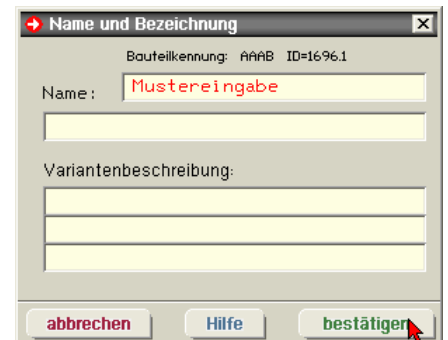 Name und Bezeichnung
Bauteilkennung: AAAB ID=1696.1
Name: Mustereingabe
Variantenbeschreibung:
abbrechen Hilfe bestätigen